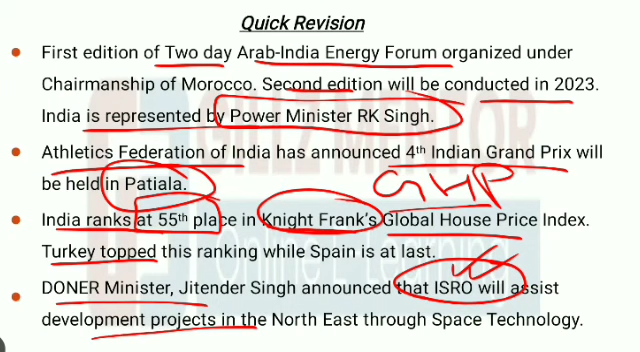 Quick Revision
First edition of Two day Arab-India Energy Forum organized under
Chairmanship of Morocco. Second edition will be conducted in 2023.
India is represented by Power Minister RK Singh.
Athletics Federation of India has announced 4th Indian Grand Prix will
be held in Patiala.
GHP
India ranks at 55th place in Knight Frank's Global House Price Index.
Turkey topped this ranking while Spain is at last.
DONER Minister, Jitender Singh announced that ISRO will assist
development projects in the North East through Space Technology.